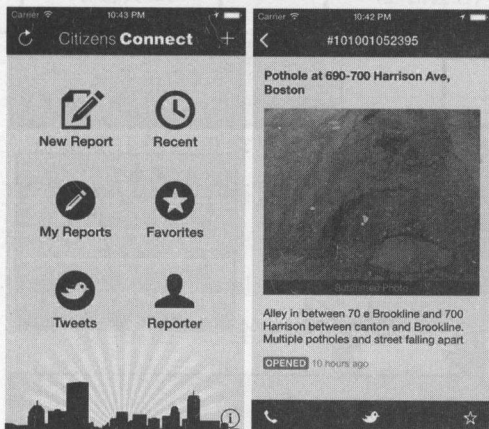 Carrier 10:43 PM
Citizens Connect
New Report
Recent
My Reports
Favorites
Tweets
Reporter
Carrier 10:42 PM
#101001052395
Pothole at 690-700 Harrison Ave,
Boston
Submitted Photo
Alley in between 70 e Brookline and 700
Harrison between canton and Brookline.
Multiple potholes and street falling apart
OPENED 10 hours ago